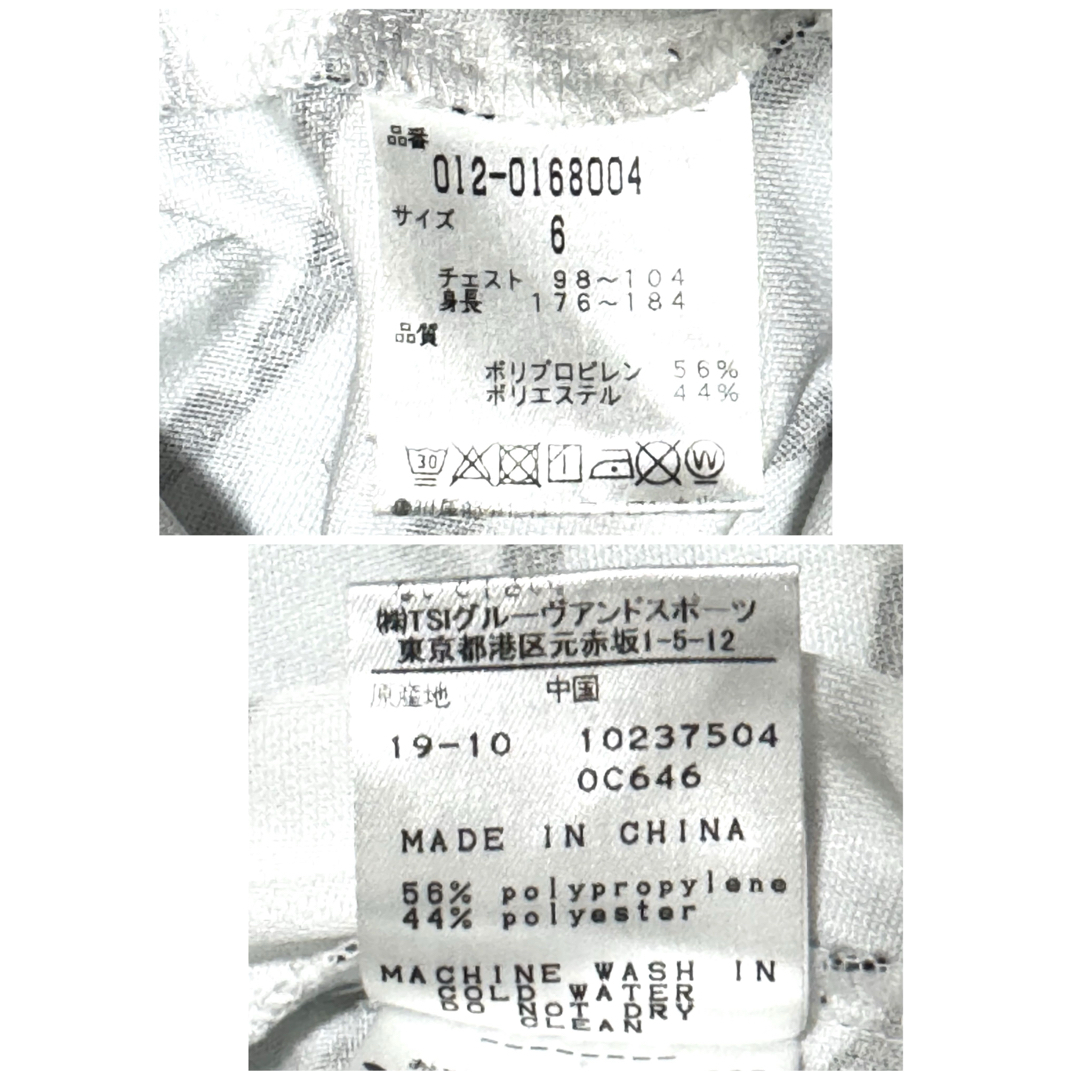 品番
012-0168004
サイズ
6
チェスト 98~104
身長 176~184
品質
ポリプロピレン 56%
ポリエステル 44%
30
W
(株)TSIグルーヴアンドスポーツ
東京都港区元赤坂1-5-12
原産地 中国
19-10 10237504
0C646
MADE IN CHINA
56% polypropylene
44% polyester
MACHINE WASH IN
COLD WATER
DO NOT DRY
CLEAN